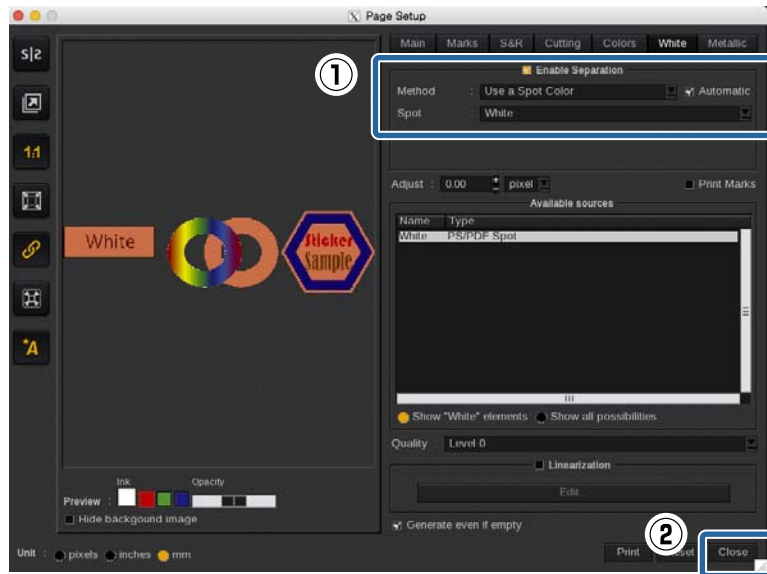 Page Setup
S|S
1:1
*A
Main Marks S&R Cutting Colors White Metallic
①
Enable Separation
Method : Use a Spot Color Automatic
Spot : White
Adjust : 0.00 pixel Print Marks
Available sources
Name Type
White PS/PDF Spot
White
Sticker
Sample
Show "White" elements Show all possibilities
Quality : Level 0
Linearization
Edit
Ink Opacity
Preview :
Hide backgound image
Generate even if empty
②
Unit : pixels inches mm
Print Reset Close